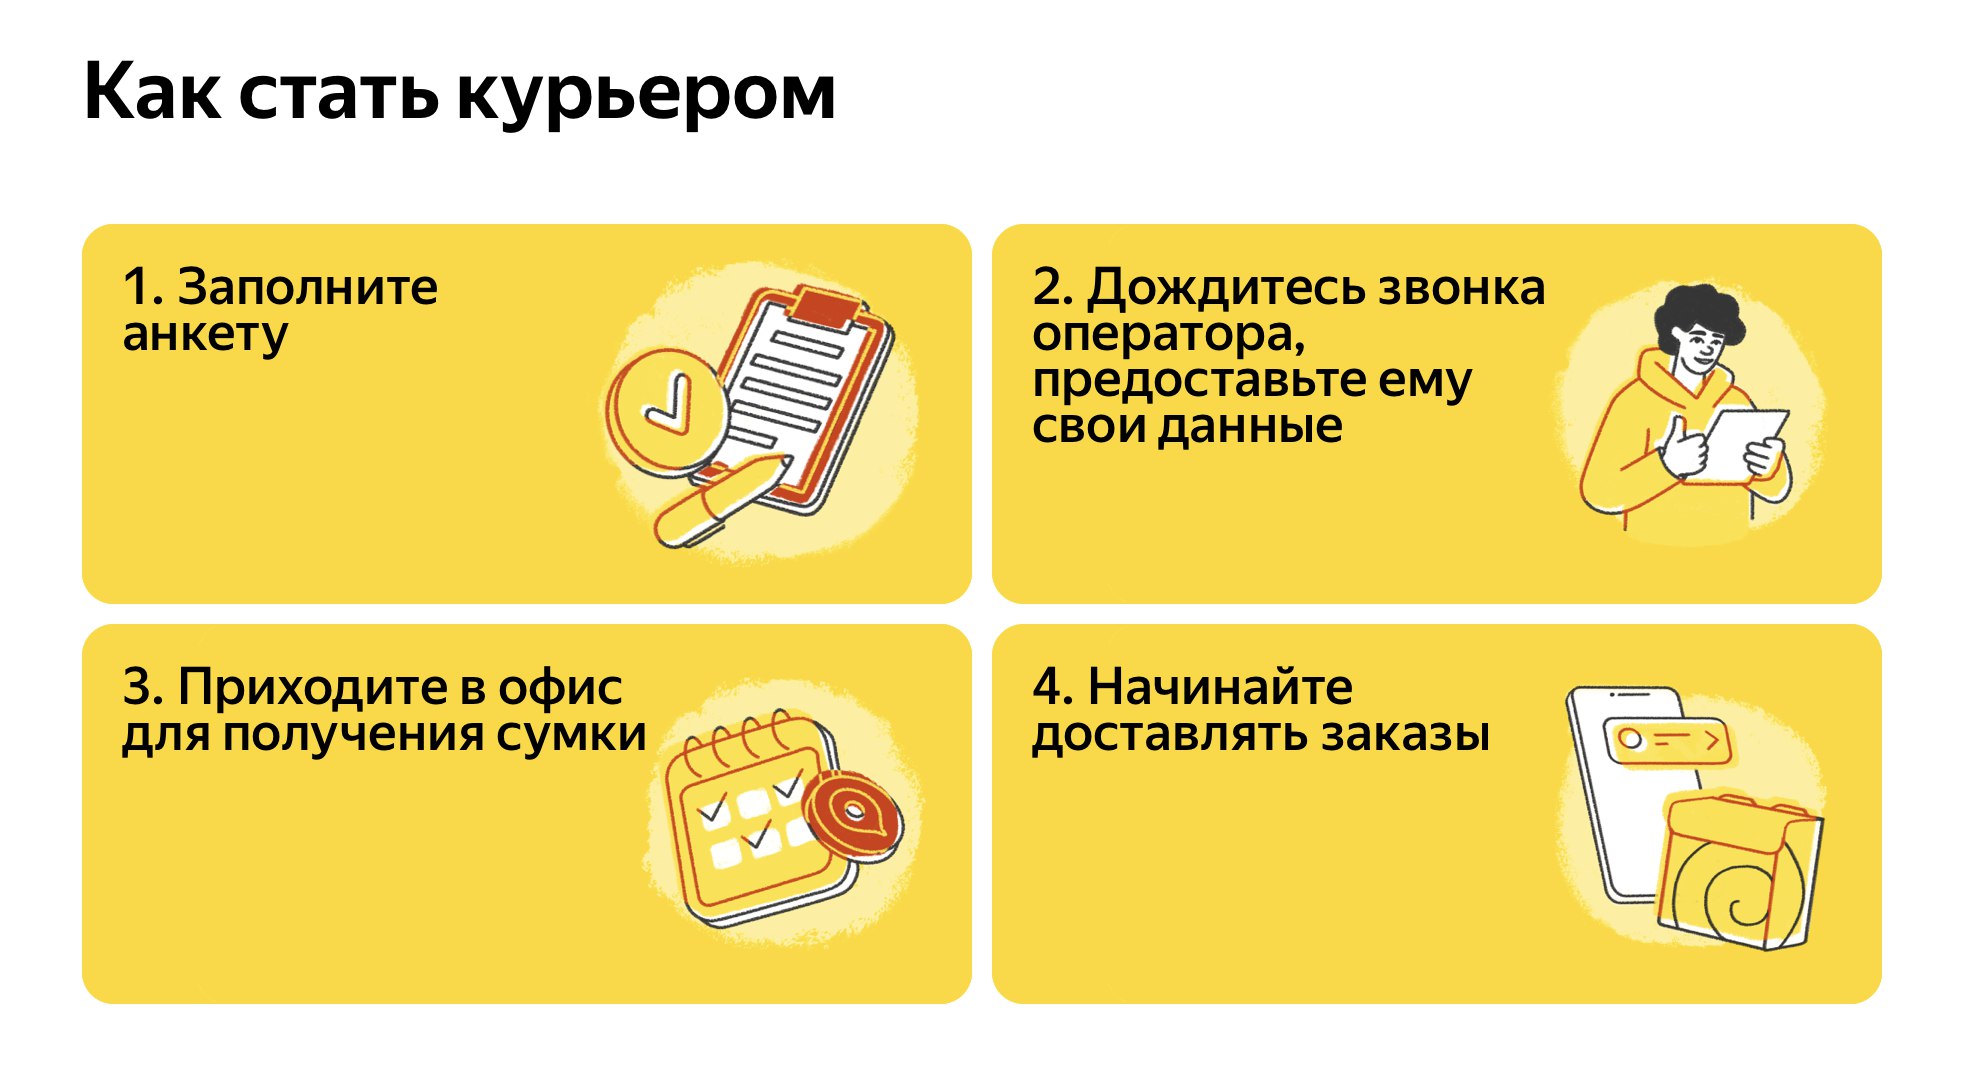 Как стать курьером
1. Заполните
анкету
2. Дождитесь звонка
оператора,
предоставьте ему
свои данные
3. Приходите в офис
для получения сумки
4. Начинайте
доставлять заказы